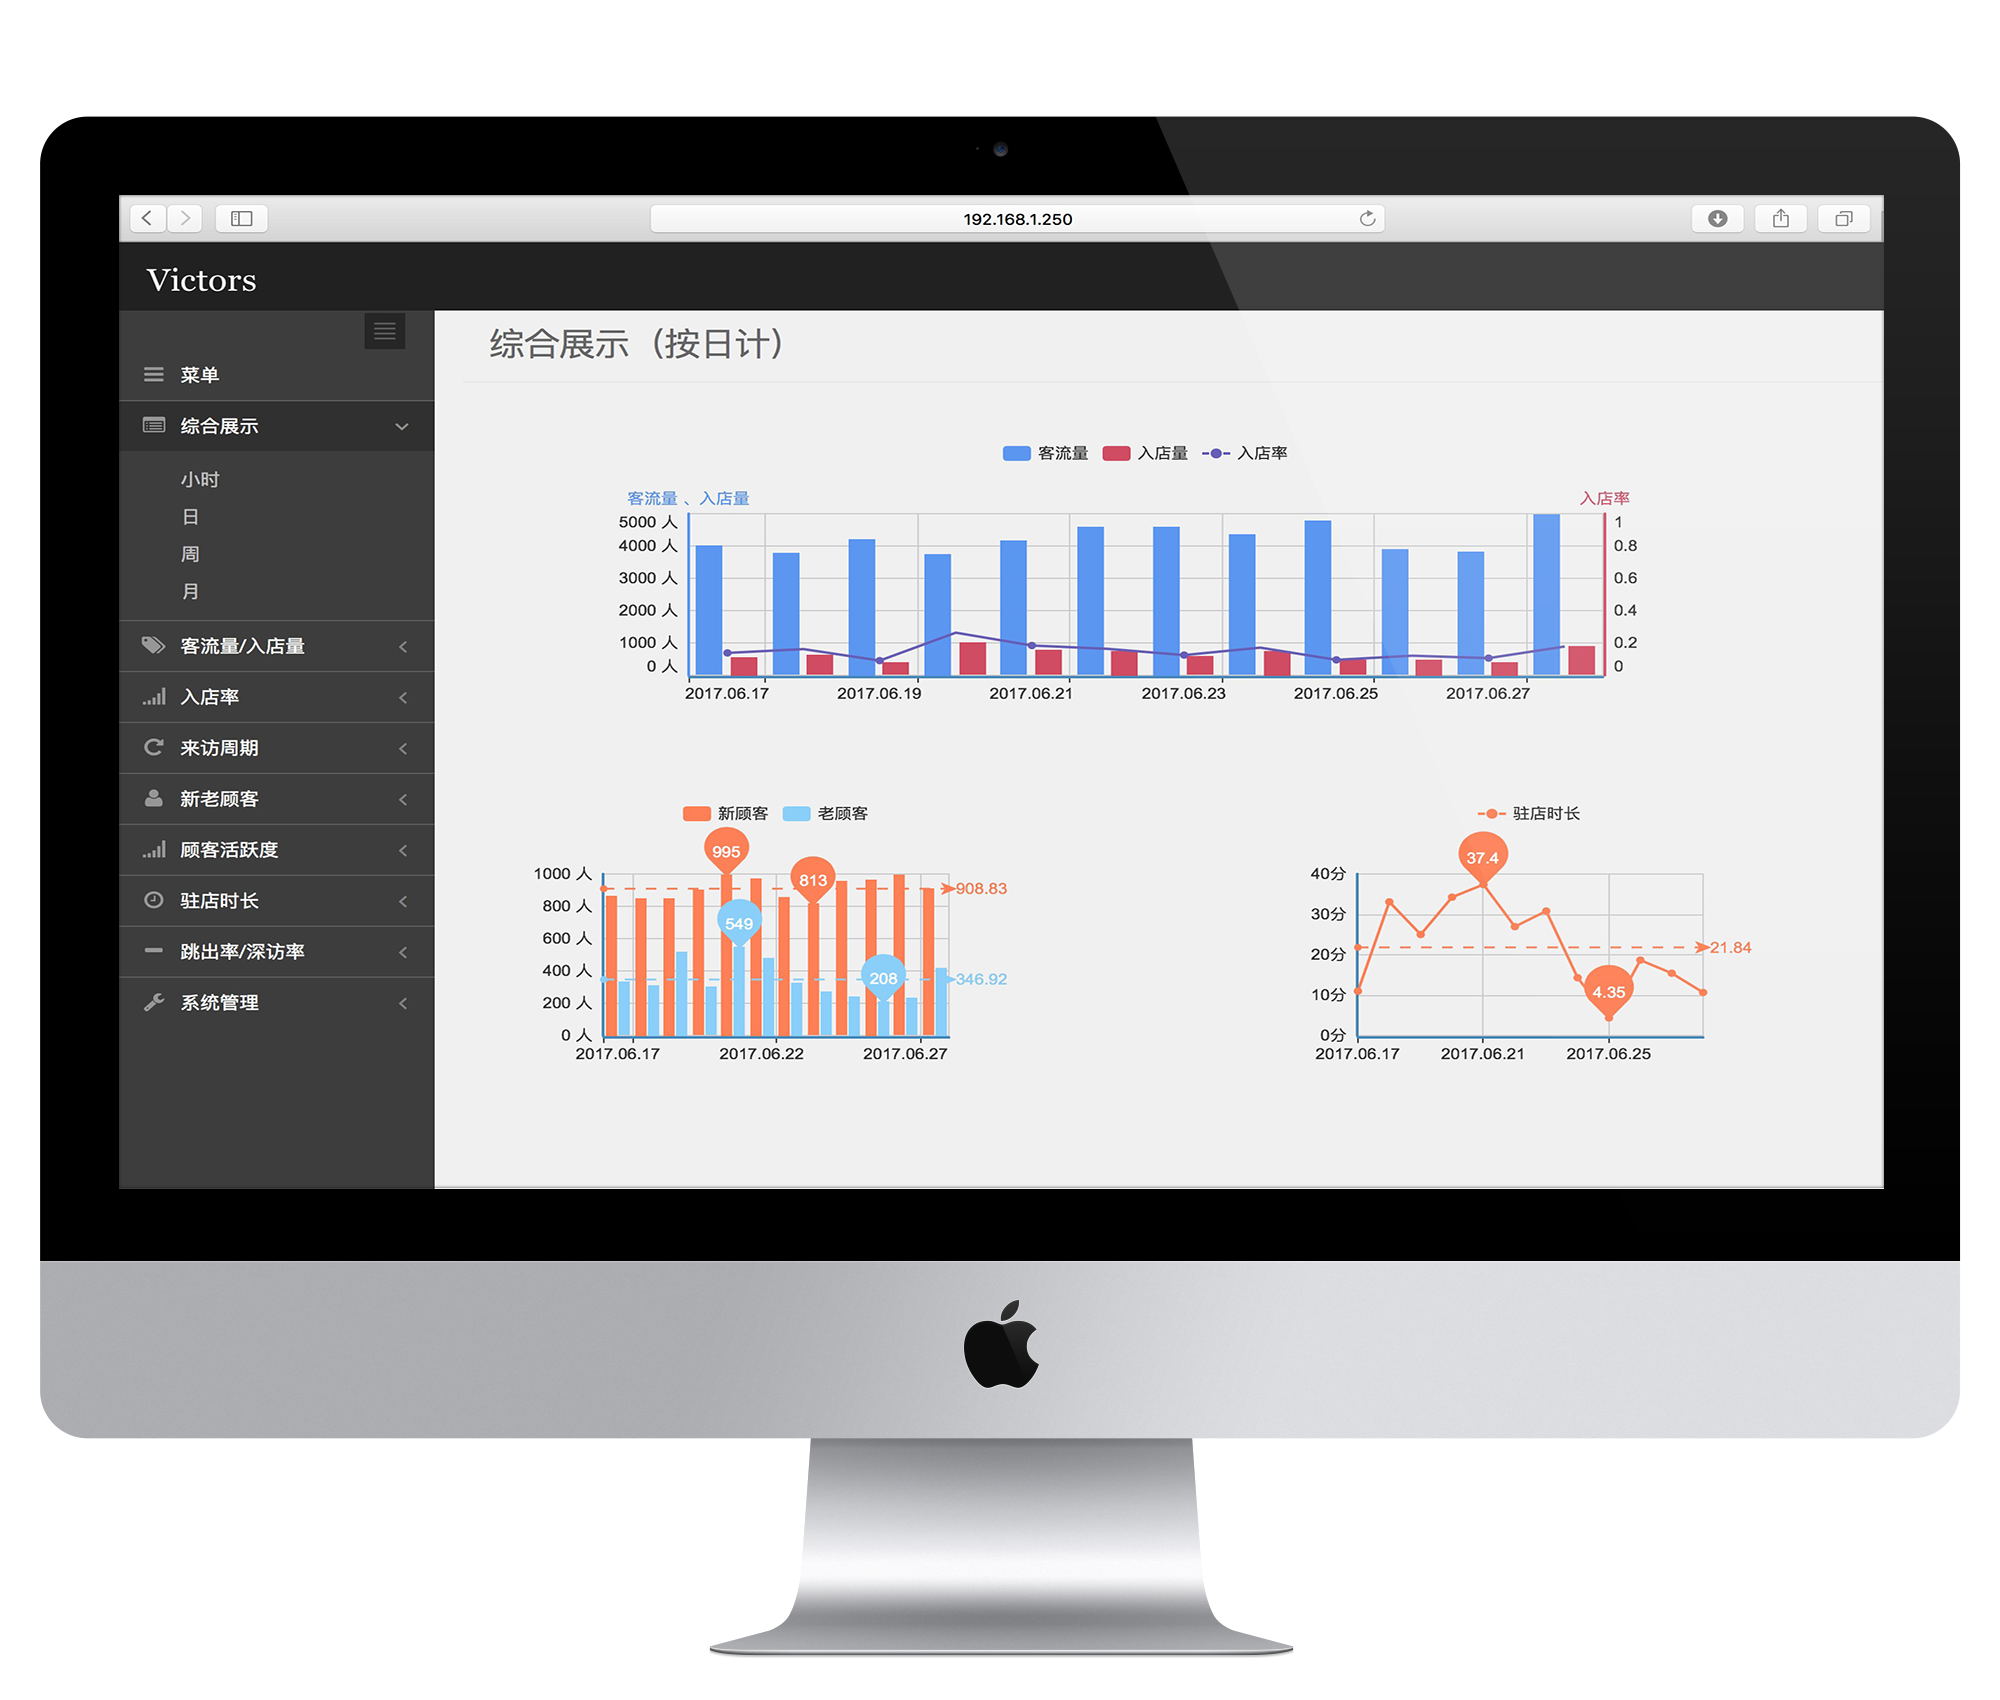 192.168.1.250
Victors
菜单
综合展示
小时
日
周
月
客流量/入店量
入店率
来访周期
新老顾客
顾客活跃度
驻店时长
跳出率/深访率
系统管理
综合展示（按日计）
客流量 入店量 入店率
客流量 、入店量 入店率
5000 人 1
4000 人 0.8
3000 人 0.6
2000 人 0.4
1000 人 0.2
0 人 0
2017.06.17 2017.06.19 2017.06.21 2017.06.23 2017.06.25 2017.06.27
新顾客 老顾客
995
813
549
208
908.83
346.92
1000 人
800 人
600 人
400 人
200 人
0 人
2017.06.17 2017.06.22 2017.06.27
驻店时长
37.4
4.35
21.84
40分
30分
20分
10分
0分
2017.06.17 2017.06.21 2017.06.25